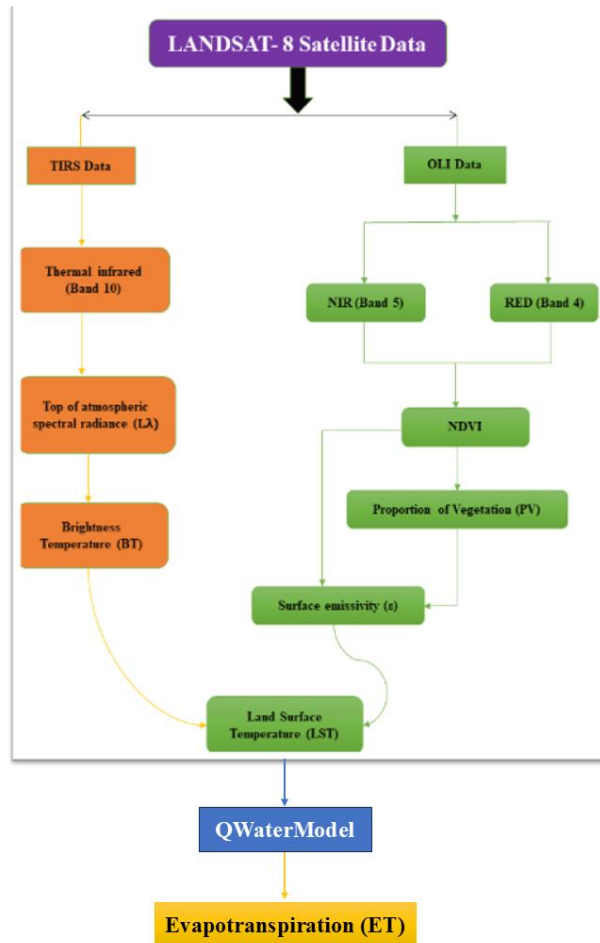 LANDSAT- 8 Satellite Data
TIRS Data
OLI Data
Thermal infrared
(Band 10)
NIR (Band 5)
RED (Band 4)
Top of atmospheric
spectral radiance (Lλ)
NDVI
Brightness
Temperature (BT)
Proportion of Vegetation (PV)
Surface emissivity (ε)
Land Surface
Temperature (LST)
QWaterModel
Evapotranspiration (ET)